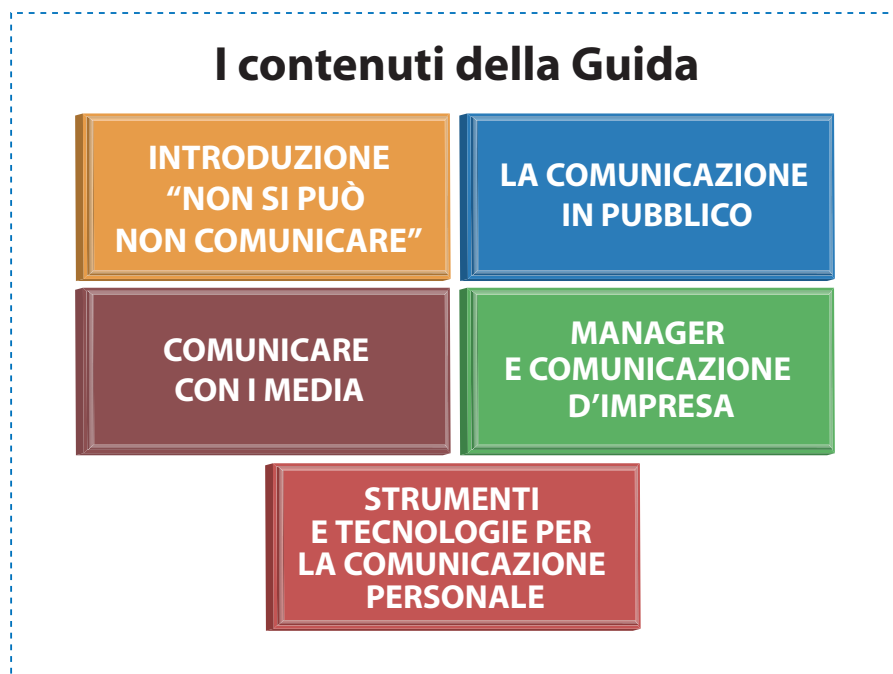 I contenuti della Guida
INTRODUZIONE
“NON SI PUÒ
NON COMUNICARE”
LA COMUNICAZIONE
IN PUBBLICO
COMUNICARE
CON I MEDIA
MANAGER
E COMUNICAZIONE
D’IMPRESA
STRUMENTI
E TECNOLOGIE PER
LA COMUNICAZIONE
PERSONALE